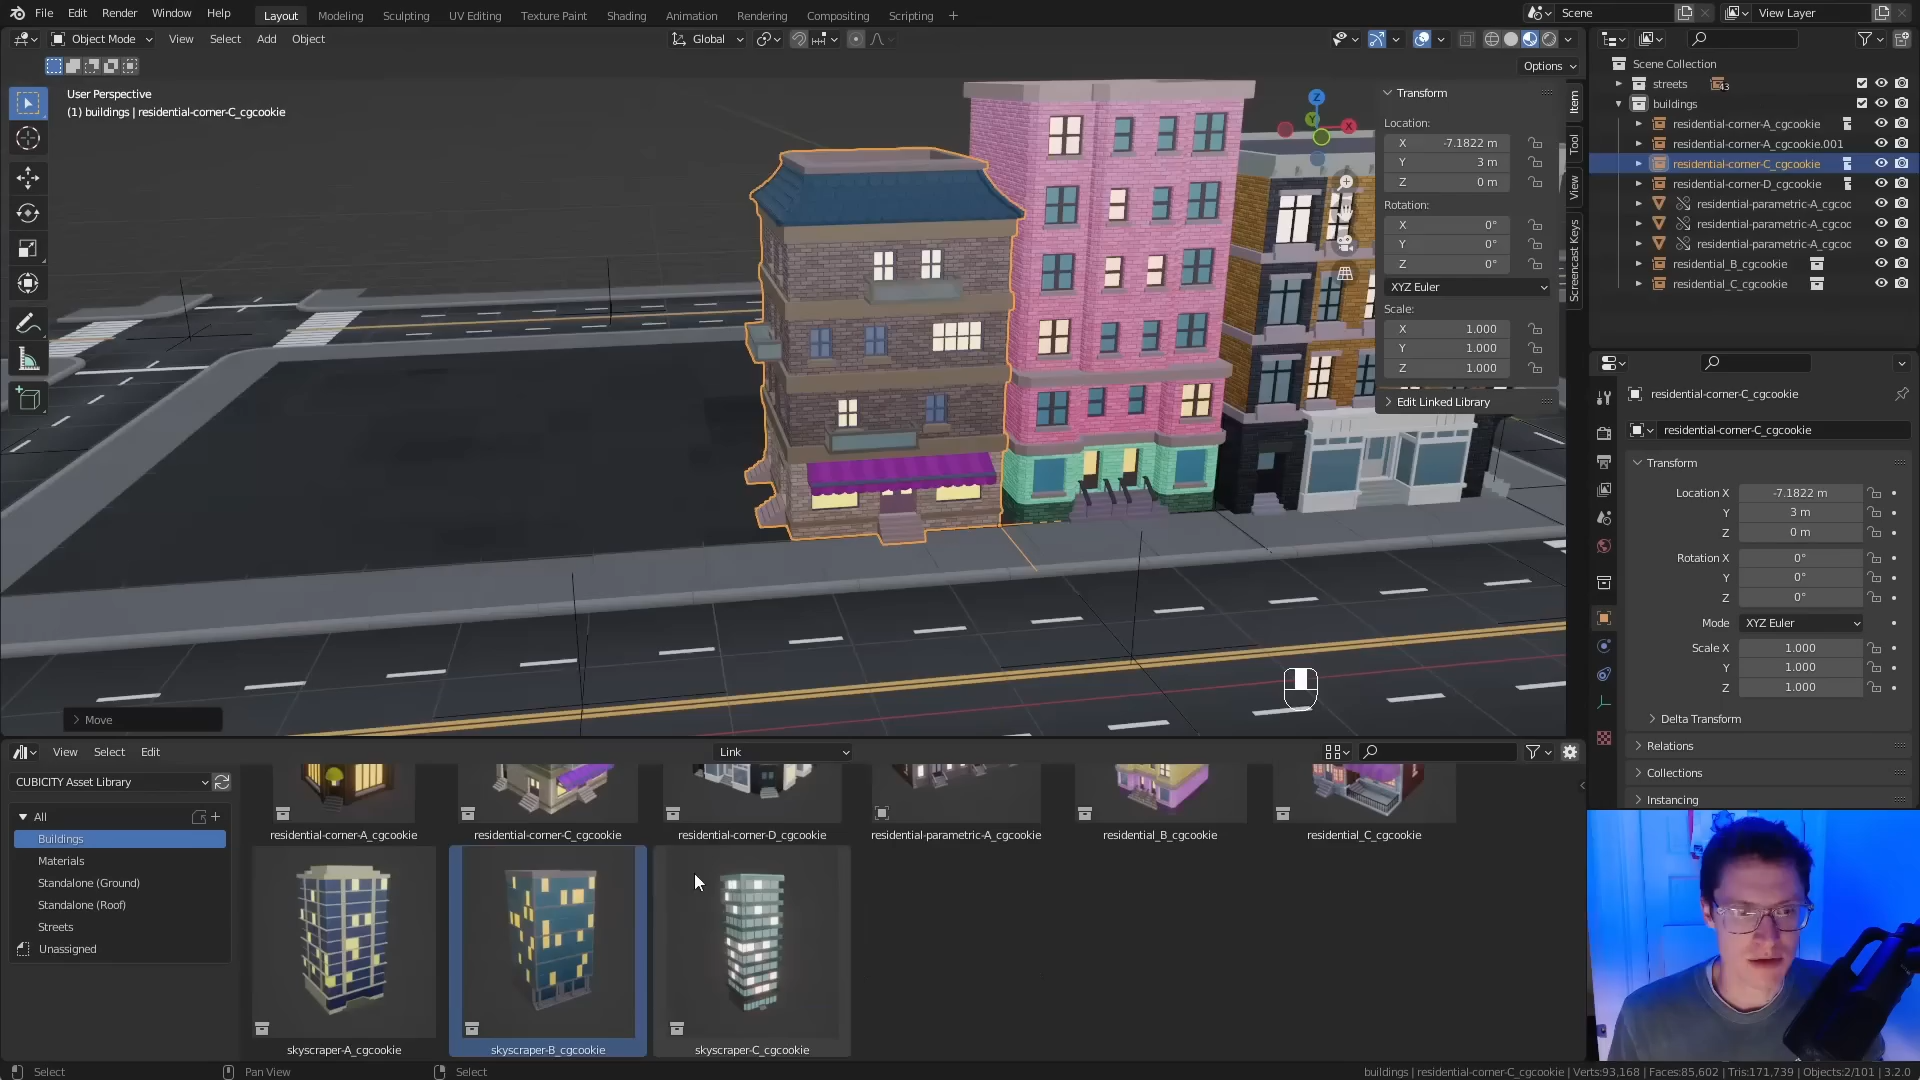 File Edit Render Window Help
Layout Modeling Sculpting UV Editing Texture Paint Shading Animation Rendering Compositing Scripting +
Scene
View Layer
Object Mode View Select Add Object
Global
Options
User Perspective
(1) buildings | residential-corner-C_cgcookie
Z
Y
X
Transform
Location:
X -7.1822 m
Y 3 m
Z 0 m
Rotation:
X 0°
Y 0°
Z 0°
XYZ Euler
Scale:
X 1.000
Y 1.000
Z 1.000
Edit Linked Library
Item
Tool
View
Screencast Keys
Scene Collection
streets
43
buildings
residential-corner-A_cgcookie
residential-corner-A_cgcookie.001
residential-corner-C_cgcookie
residential-corner-D_cgcookie
residential-parametric-A_cgcoc
residential-parametric-A_cgcoc
residential-parametric-A_cgcoc
residential_B_cgcookie
residential_C_cgcookie
residential-corner-C_cgcookie
residential-corner-C_cgcookie
Transform
Location X -7.1822 m
Y 3 m
Z 0 m
Rotation X 0°
Y 0°
Z 0°
Mode XYZ Euler
Scale X 1.000
Y 1.000
Z 1.000
Delta Transform
Relations
Collections
Instancing
Move
View Select Edit
Link
CUBICITY Asset Library
All
Buildings
Materials
Standalone (Ground)
Standalone (Roof)
Streets
Unassigned
residential-corner-A_cgcookie
residential-corner-C_cgcookie
residential-corner-D_cgcookie
residential-parametric-A_cgcookie
residential_B_cgcookie
residential_C_cgcookie
skyscraper-A_cgcookie
skyscraper-B_cgcookie
skyscraper-C_cgcookie
Select
Pan View
Select
buildings | residential-corner-C_cgcookie | Verts:93,168 | Faces:85,602 | Tris:171,739 | Objects:2/101 | 3.2.0